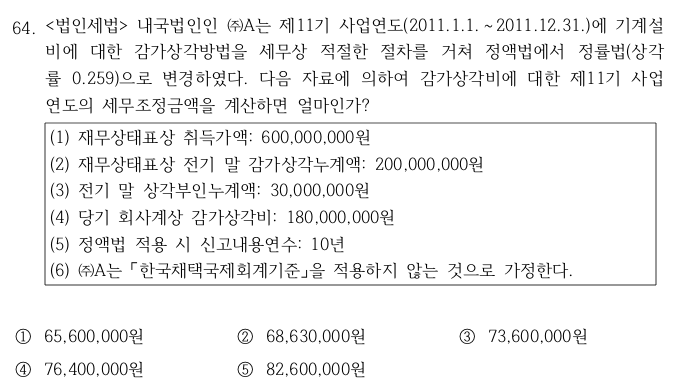 64. <법인세법> 내국법인인 ㈜A는 제11기 사업연도(2011.1.1. ~ 2011.12.31.)에 기계설
비에 대한 감가상각방법을 세무상 적절한 절차를 거쳐 정액법에서 정률법(상각
률 0.259)으로 변경하였다. 다음 자료에 의하여 감가상각비에 대한 제11기 사업
연도의 세무조정금액을 계산하면 얼마인가?
(1) 재무상태표상 취득가액: 600,000,000원
(2) 재무상태표상 전기 말 감가상각누계액: 200,000,000원
(3) 전기 말 상각부인누계액: 30,000,000원
(4) 당기 회사계상 감가상각비: 180,000,000원
(5) 정액법 적용 시 신고내용연수: 10년
(6) ㈜A는 「한국채택국제회계기준」을 적용하지 않는 것으로 가정한다.
① 65,600,000원 ② 68,630,000원 ③ 73,600,000원
④ 76,400,000원 ⑤ 82,600,000원